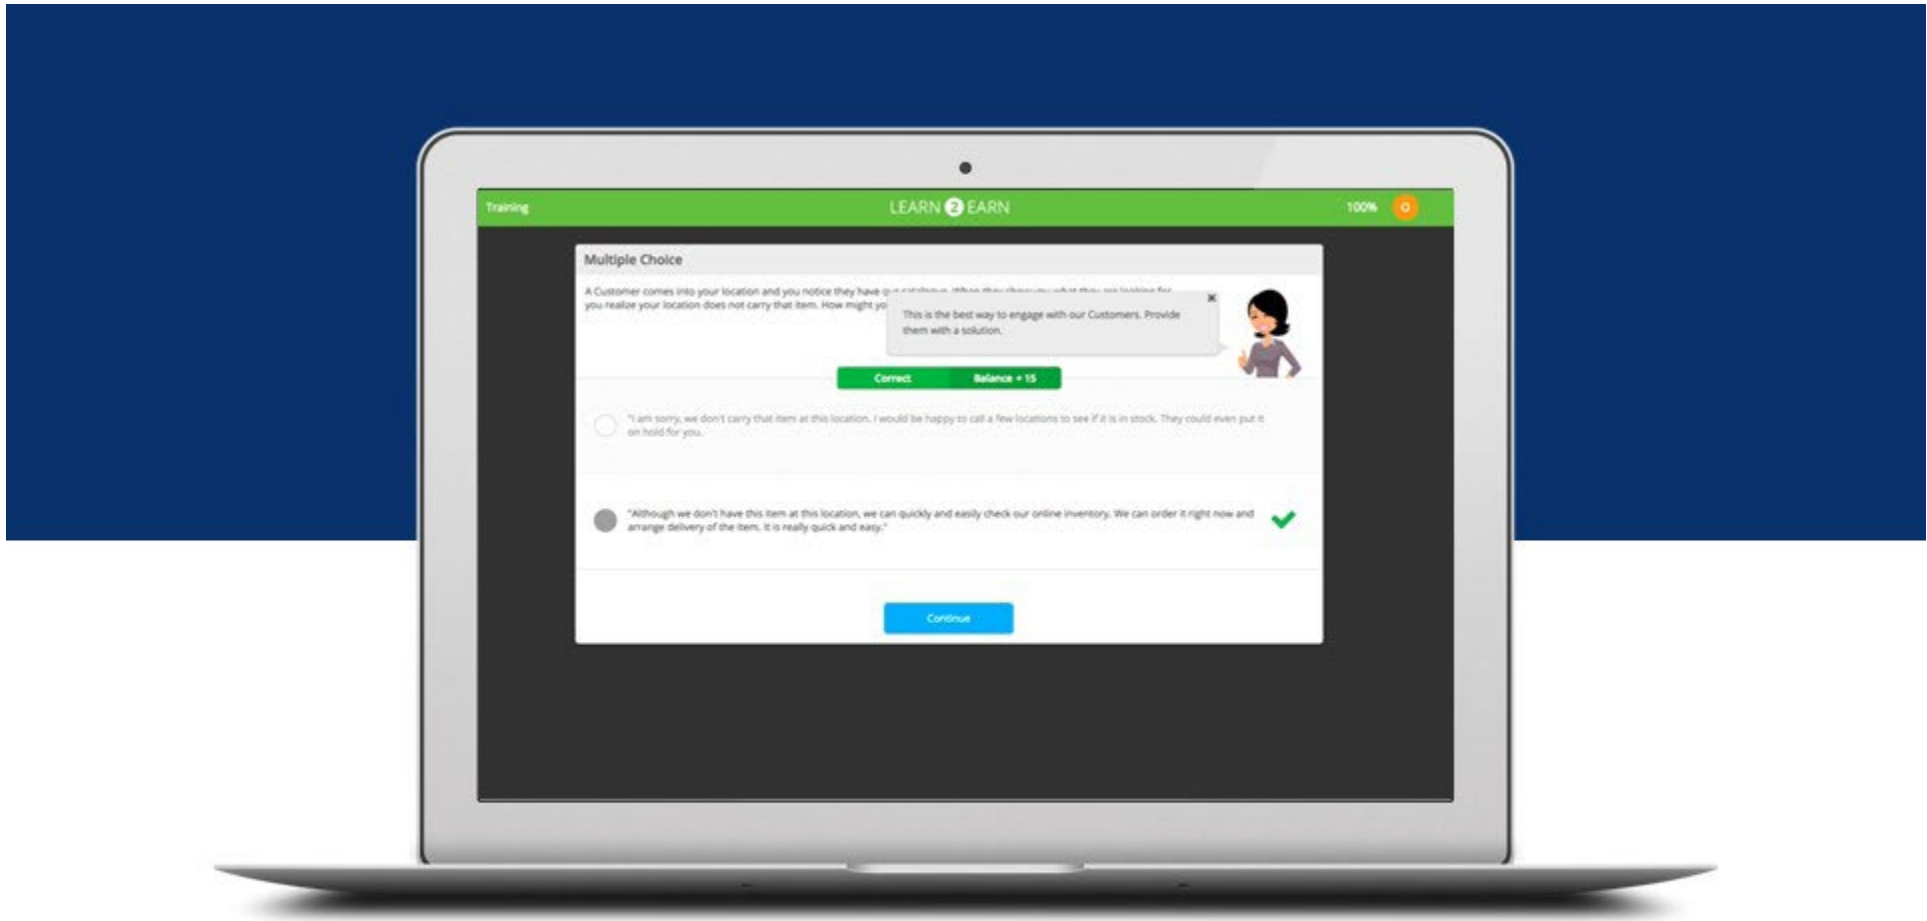 Training
LEARN 2 EARN
100%
O
Multiple Choice
A Customer comes into your location and you notice they have
you realize your location does not carry that item. How might yo
×
This is the best way to engage with our Customers. Provide
them with a solution.
Correct
Balance + 15
"I am sorry, we don't carry that item at this location. I would be happy to call a few locations to see if it is in stock. They could even put it
on hold for you.
"Although we don't have this item at this location, we can quickly and easily check our online inventory. We can order it right now and
arrange delivery of the item. It is really quick and easy."
Continue